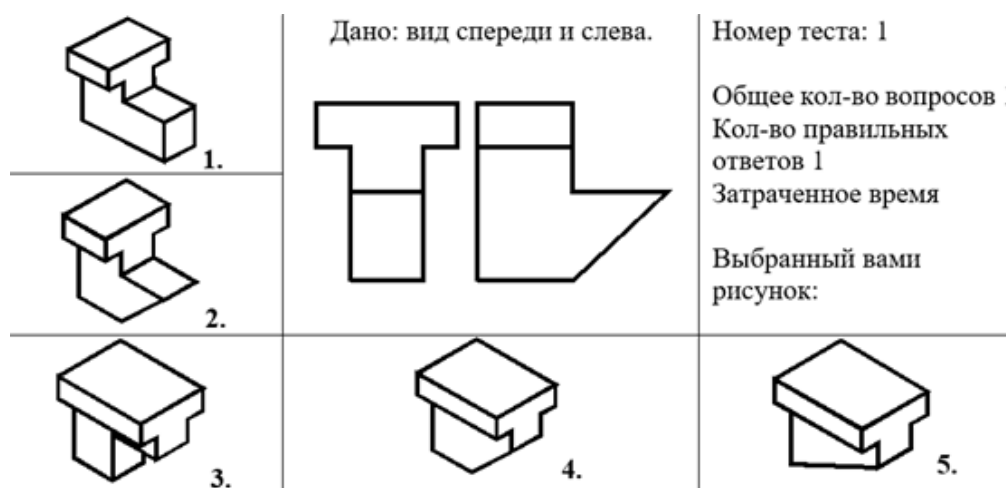 1.
2.
Дано: вид спереди и слева.
Номер теста: 1
Общее кол-во вопросов
Кол-во правильных
ответов 1
Затраченное время
Выбранный вами
рисунок:
3.
4.
5.